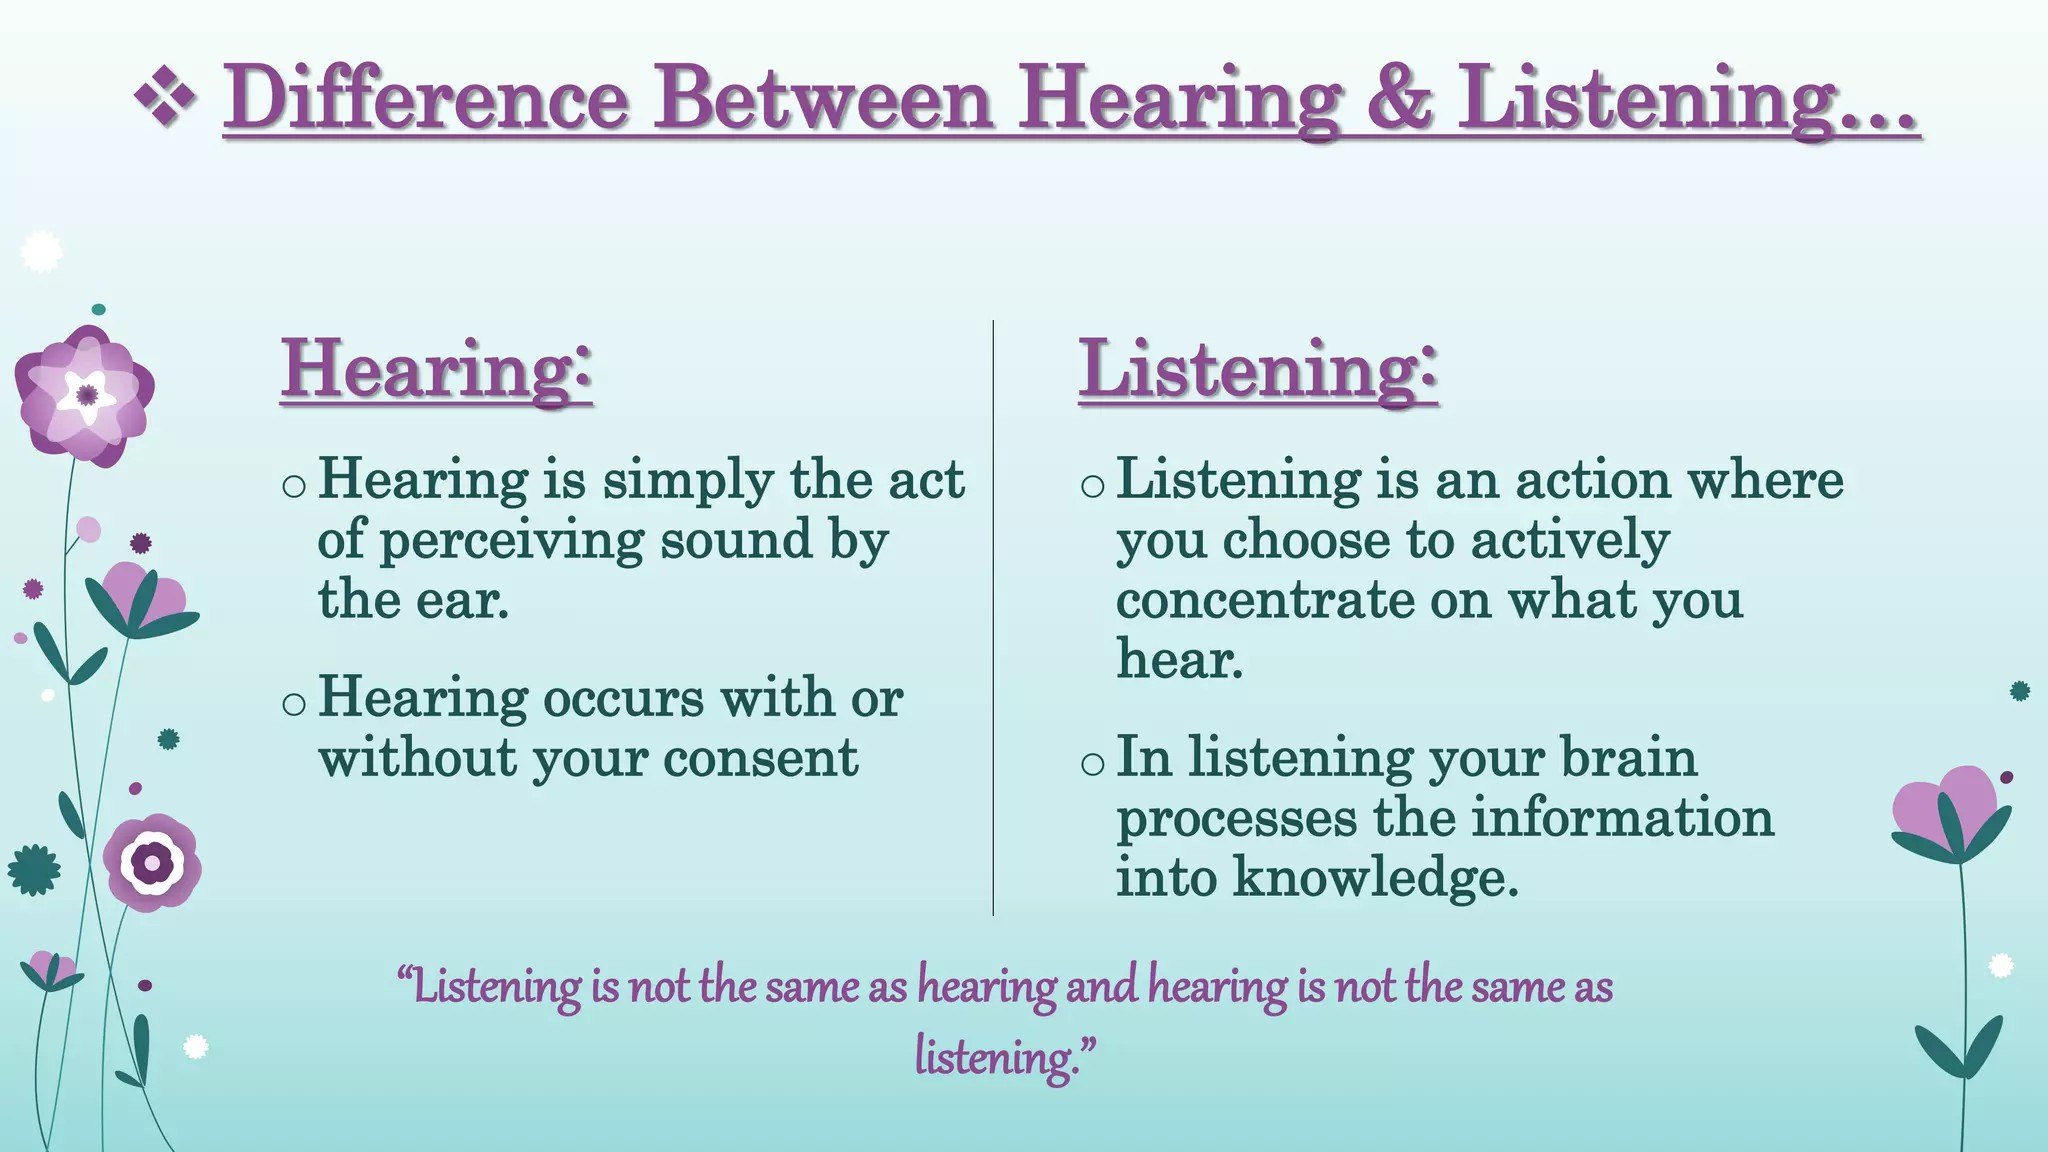 ❖ Difference Between Hearing & Listening...
Hearing:
o Hearing is simply the act
of perceiving sound by
the ear.
o Hearing occurs with or
without your consent
Listening:
o Listening is an action where
you choose to actively
concentrate on what you
hear.
o In listening your brain
processes the information
into knowledge.
“Listening is not the same as hearing and hearing is not the same as
listening.”